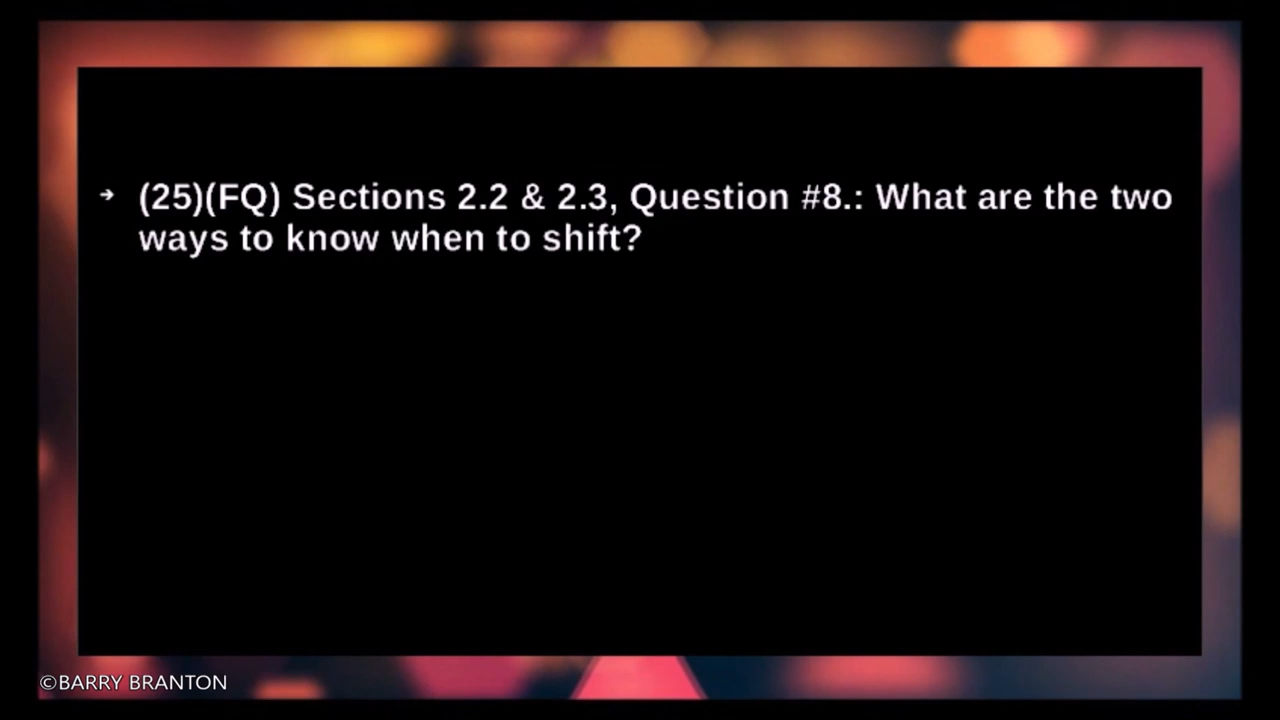 → (25)(FQ) Sections 2.2 & 2.3, Question #8.: What are the two
ways to know when to shift?
©BARRY BRANTON